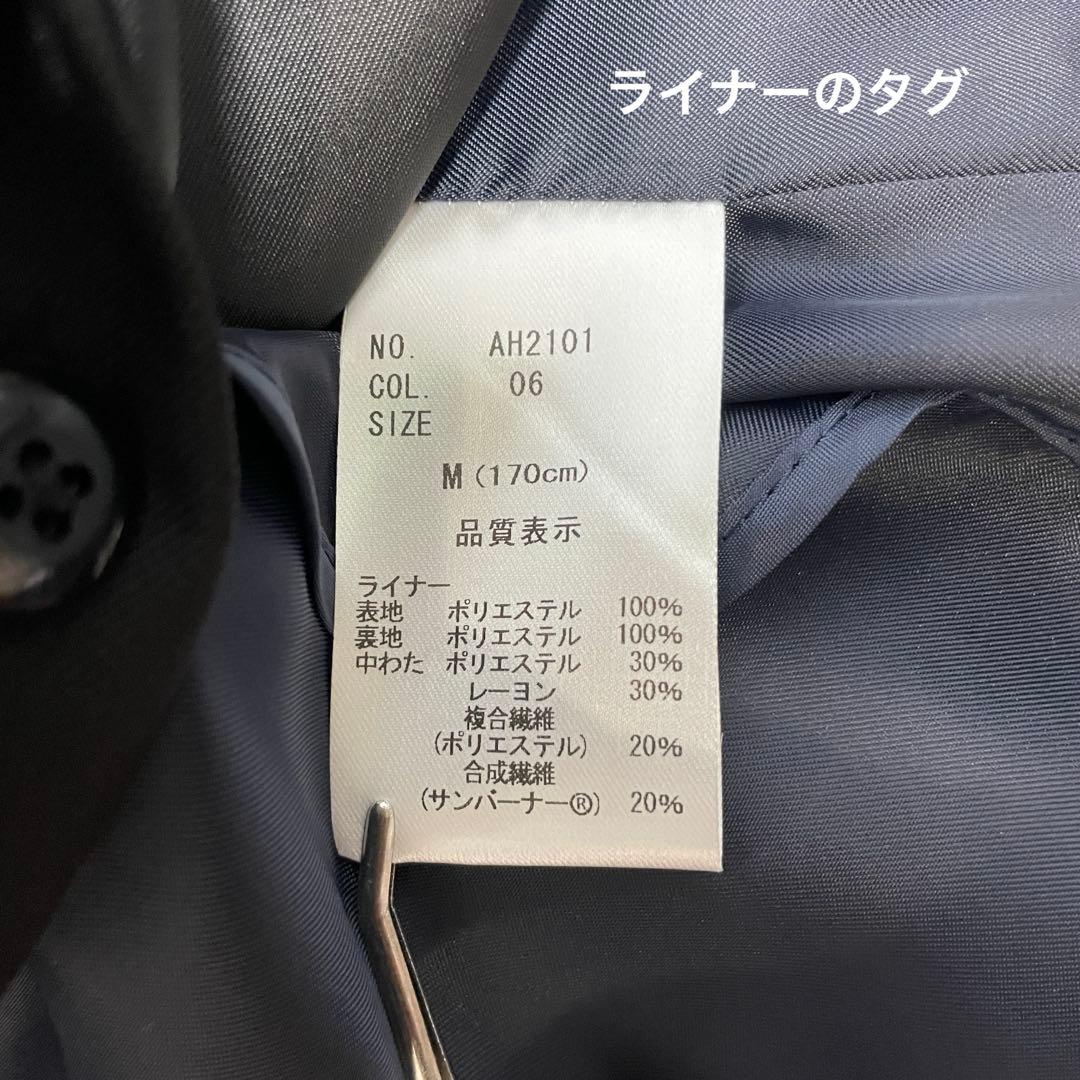 ライナーのタグ
NO. AH2101
COL. 06
SIZE
M (170cm)
品質表示
ライナー
表地 ポリエステル 100%
裏地 ポリエステル 100%
中わた ポリエステル 30%
レーヨン 30%
複合繊維
(ポリエステル) 20%
合成繊維
(サンバーナー®) 20%